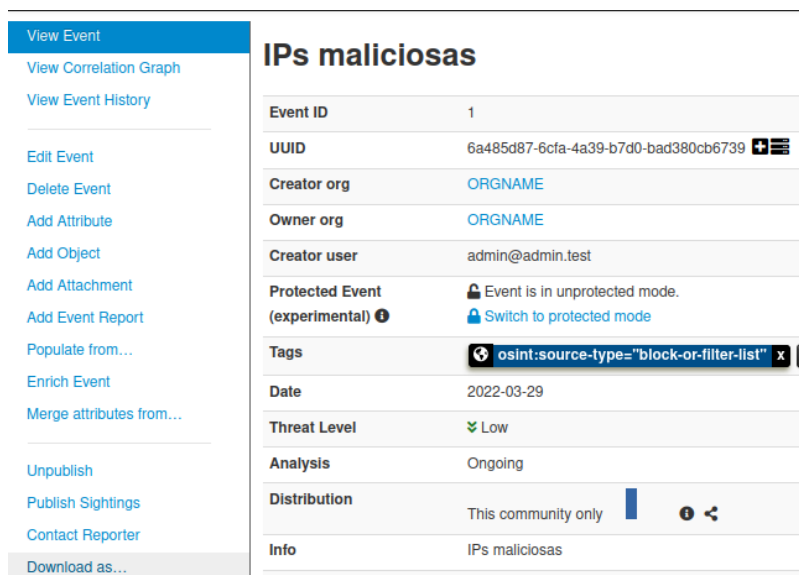 View Event
View Correlation Graph
View Event History
Edit Event
Delete Event
Add Attribute
Add Object
Add Attachment
Add Event Report
Populate from...
Enrich Event
Merge attributes from...
Unpublish
Publish Sightings
Contact Reporter
Download as...
IPs maliciosas
Event ID 1
UUID 6a485d87-6cfa-4a39-b7d0-bad380cb6739
Creator org ORGNAME
Owner org ORGNAME
Creator user admin@admin.test
Protected Event (experimental) Event is in unprotected mode.
Switch to protected mode
Tags osint:source-type="block-or-filter-list" x
Date 2022-03-29
Threat Level Low
Analysis Ongoing
Distribution This community only
Info IPs maliciosas